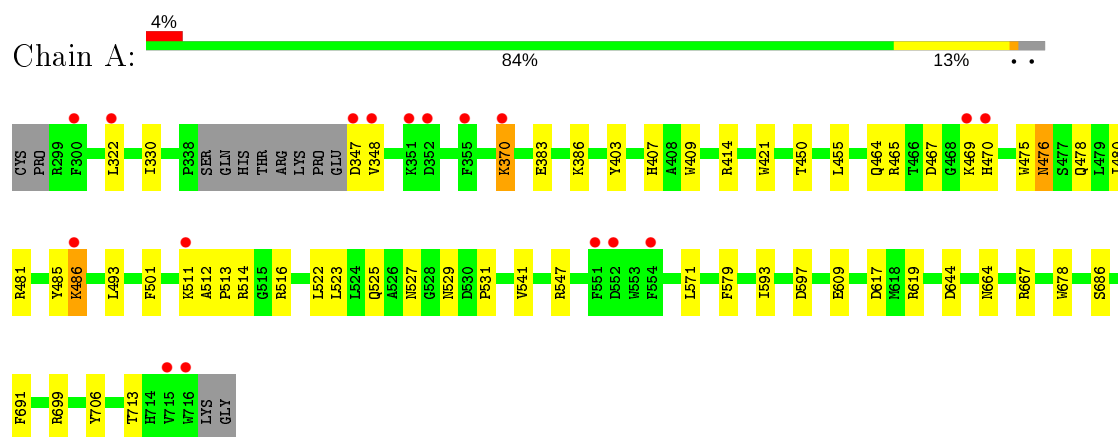 4%
Chain A:
84% 13% • •
CYS PRO R299 F300 L322 I330 P338 SER GLN HIS THR ARG LYS PRO GLU D347 V348 K351 D352 F355 K370 E383 K386 Y403 H407 A408 W409 R414 W421 T450 L455 Q464 R465 T466 D467 G468 K469 H470 W475 N476 S477 Q478 L479
R481 Y485 K486 L493 F501 K511 A512 P513 R514 G515 R516 L522 L523 L524 Q525 A526 N527 G528 N529 D530 P531 V541 R547 F551 D552 W553 F554 L571 F579 I593 D597 E609 D617 M618 R619 D644 N664 R667 W678 S686
F691 R699 Y706 T713 H714 V715 W716 LYS GLY